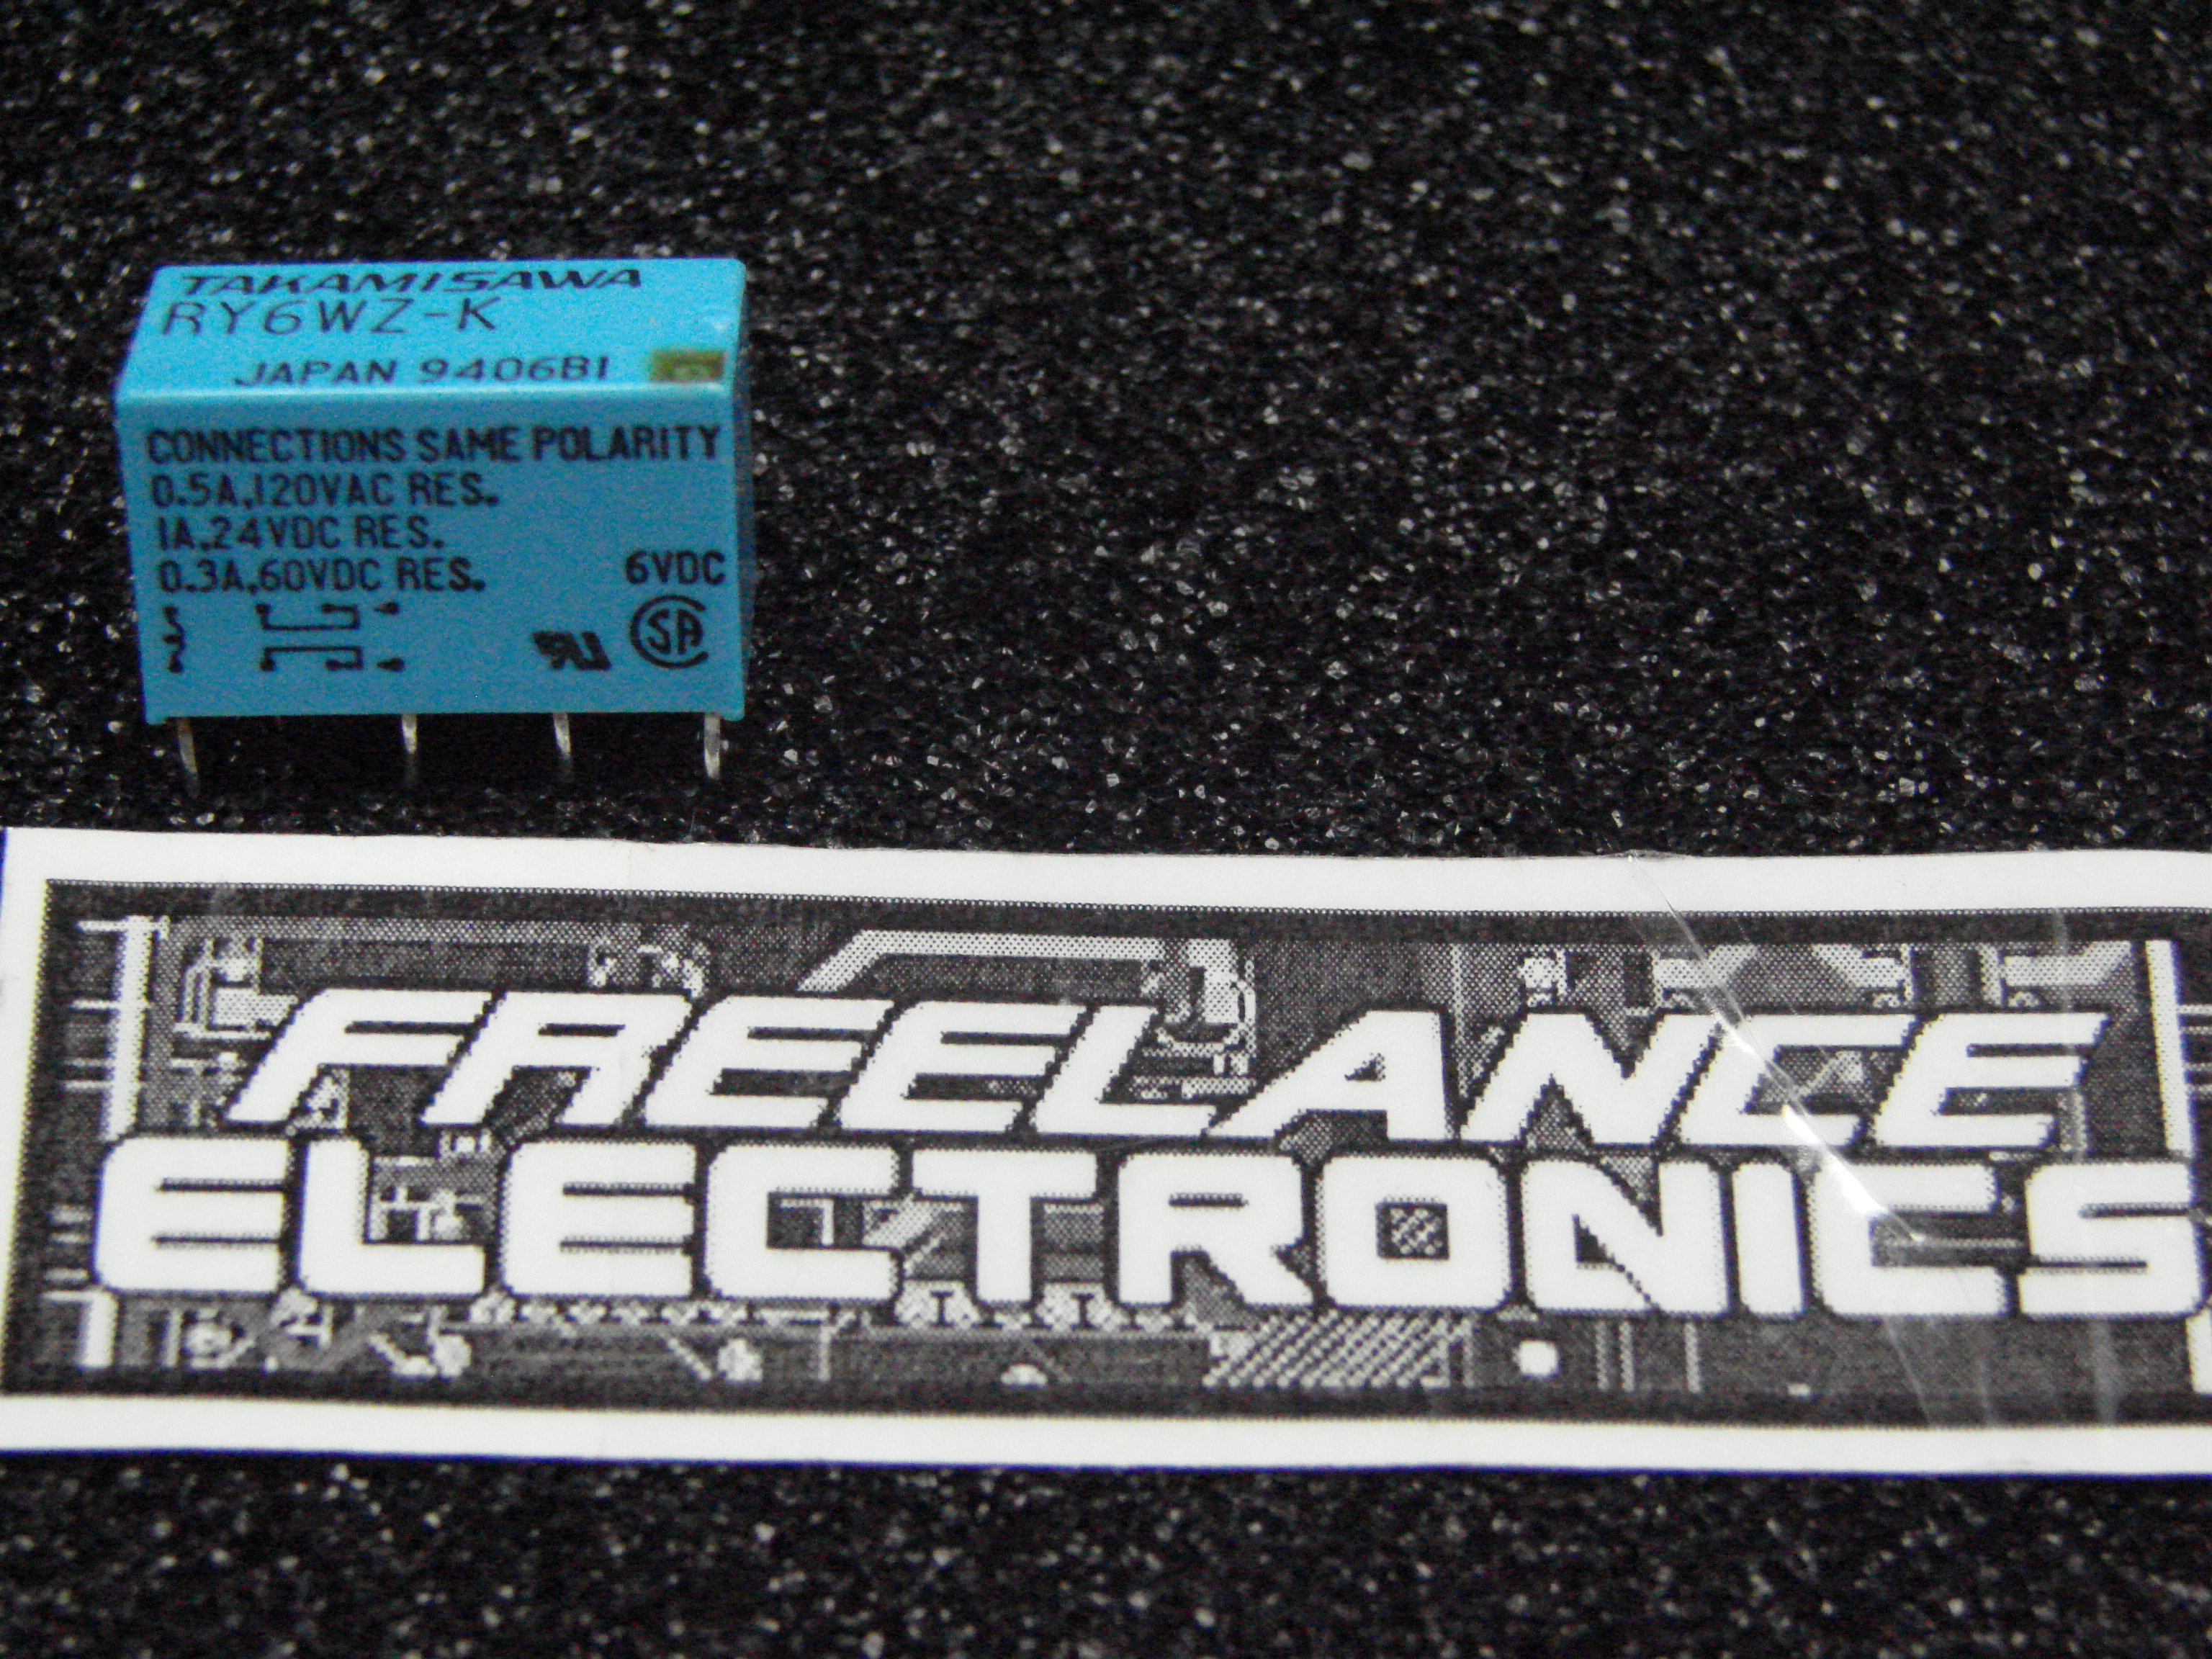 TAKAMISAWA
RY6WZ-K
JAPAN 9406B1
CONNECTIONS SAME POLARITY
0.5A,120VAC RES.
1A,24VDC RES.
0.3A,60VDC RES.
6VDC
FREELANCE
ELECTRONICS